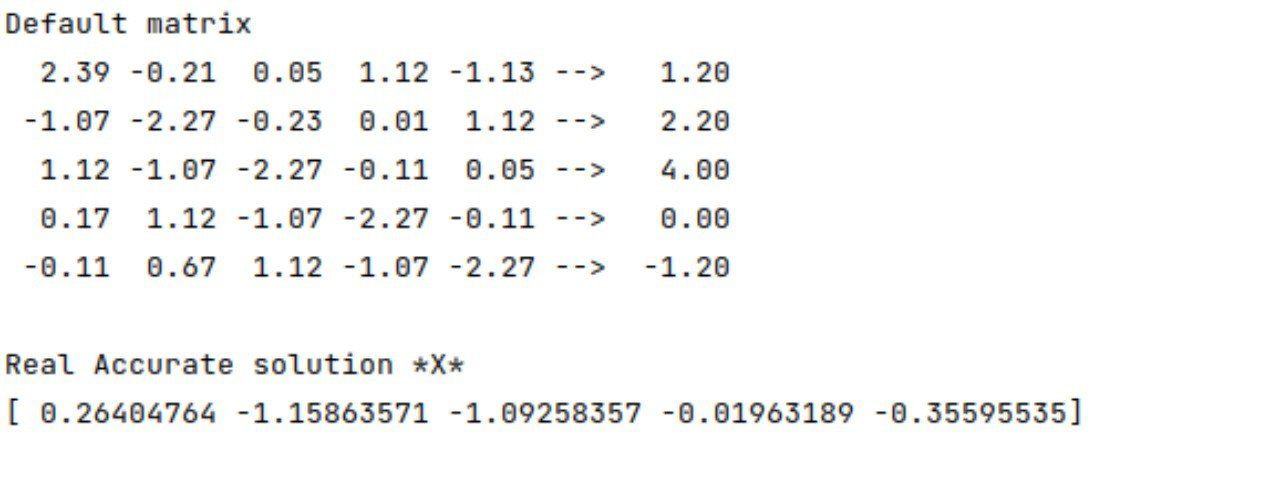 Default matrix
2.39 -0.21 0.05 1.12 -1.13 --> 1.20
-1.07 -2.27 -0.23 0.01 1.12 --> 2.20
1.12 -1.07 -2.27 -0.11 0.05 --> 4.00
0.17 1.12 -1.07 -2.27 -0.11 --> 0.00
-0.11 0.67 1.12 -1.07 -2.27 --> -1.20
Real Accurate solution *X*
[ 0.26404764 -1.15863571 -1.09258357 -0.01963189 -0.35595535]